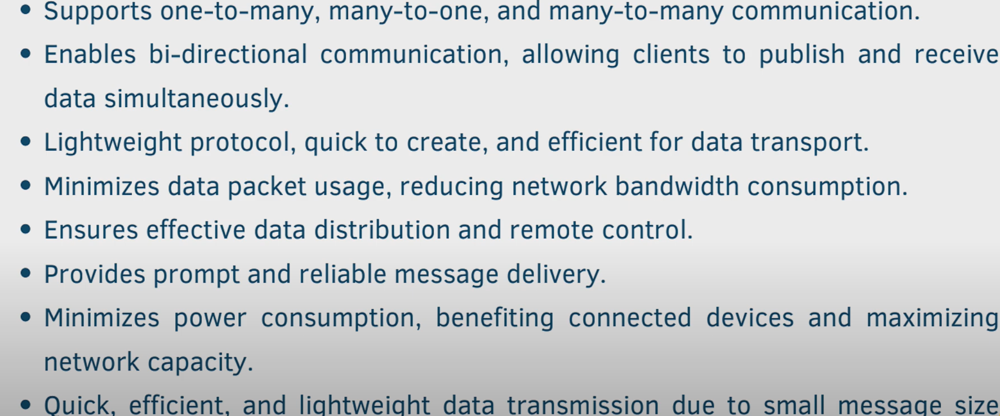 • Supports one-to-many, many-to-one, and many-to-many communication.
• Enables bi-directional communication, allowing clients to publish and receive
data simultaneously.
• Lightweight protocol, quick to create, and efficient for data transport.
• Minimizes data packet usage, reducing network bandwidth consumption.
• Ensures effective data distribution and remote control.
• Provides prompt and reliable message delivery.
• Minimizes power consumption, benefiting connected devices and maximizing
network capacity.
• Quick, efficient, and lightweight data transmission due to small message size